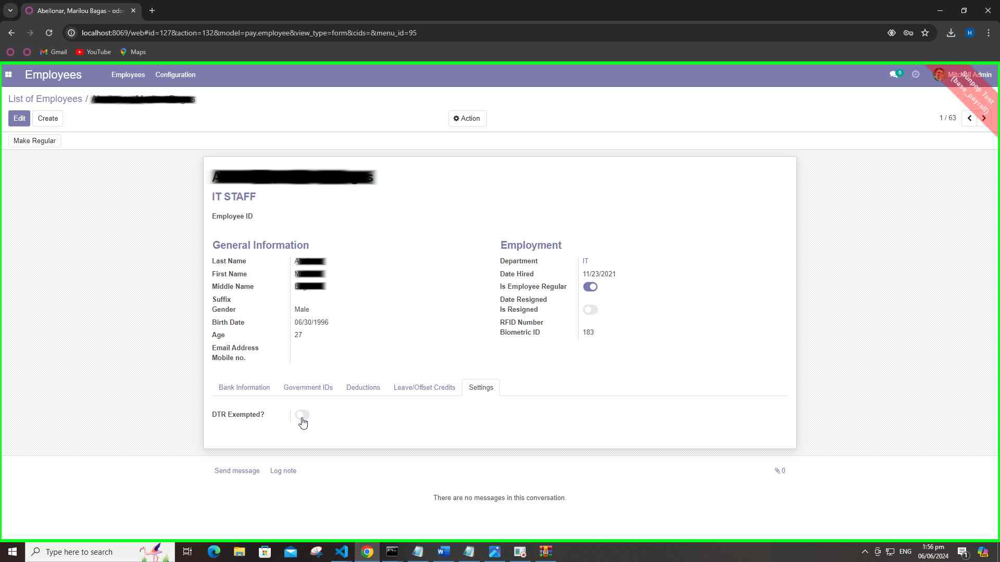 Abellonar, Marilou Bagas - odo
localhost:8069/web#id=127&action=132&model=pay.employee&view_type=form&cids=&menu_id=95
H
Gmail YouTube Maps
Employees Employees Configuration 5 Mitchell Admin
Sunpop Test
(base_payroll)
List of Employees /
Edit Create Action 1 / 63
Make Regular
IT STAFF
Employee ID
General Information Employment
Last Name Department IT
First Name Date Hired 11/23/2021
Middle Name Is Employee Regular
Suffix Date Resigned
Gender Male Is Resigned
Birth Date 06/30/1996 RFID Number
Age 27 Biometric ID 183
Email Address
Mobile no.
Bank Information Government IDs Deductions Leave/Offset Credits Settings
DTR Exempted?
Send message Log note 0
There are no messages in this conversation.
Type here to search ENG 1:56 pm
06/06/2024 1